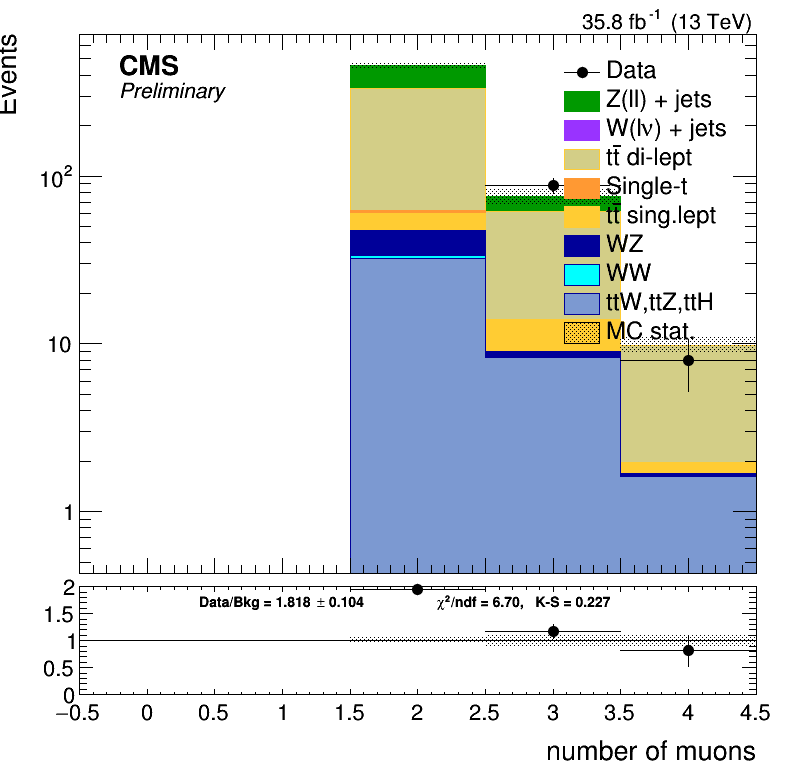 35.8 fb⁻¹ (13 TeV)
Events
CMS
Preliminary
Data
Z(ll) + jets
W(lν) + jets
tt̄ di-lept
Single-t
tt̄ sing.lept
WZ
WW
ttW,ttZ,ttH
MC stat.
10²
10
1
Data/Bkg = 1.818 ± 0.104 χ²/ndf = 6.70, K-S = 0.227
2
1.5
1
0.5
0
−0.5 0 0.5 1 1.5 2 2.5 3 3.5 4 4.5
number of muons